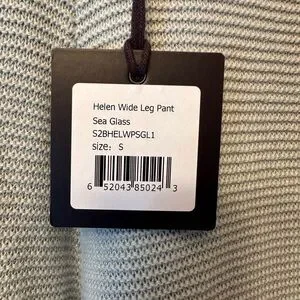 Helen Wide Leg Pant
Sea Glass
S2BHELWPSGL1
size: S
6 52043 85024 3